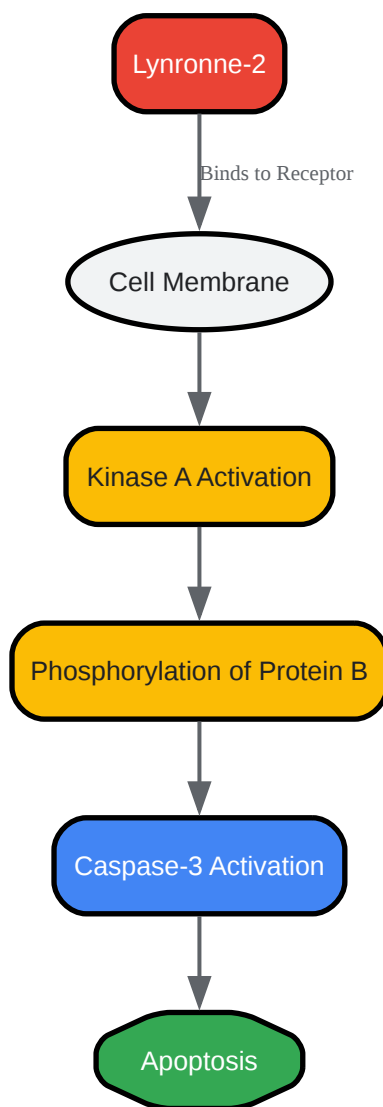 Lynronne-2
Binds to Receptor
Cell Membrane
Kinase A Activation
Phosphorylation of Protein B
Caspase-3 Activation
Apoptosis